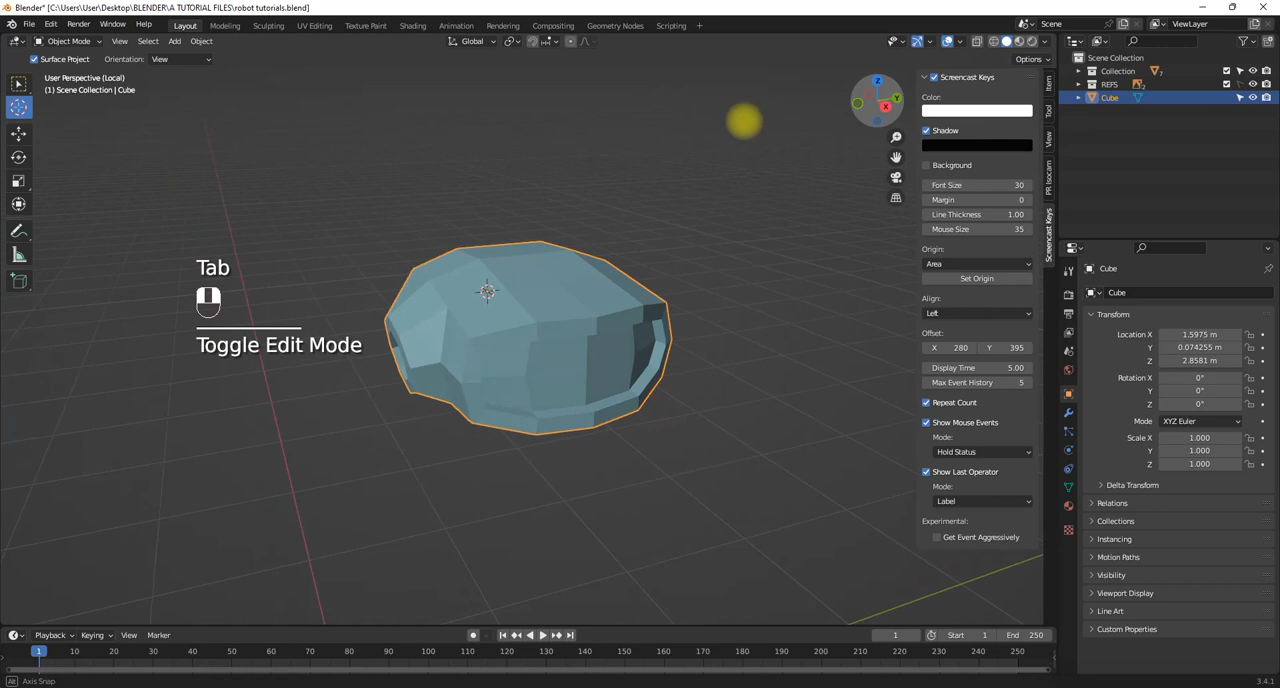 Blender* [C:\Users\User\Desktop\BLENDER\A TUTORIAL FILES\robot tutorials.blend]
File Edit Render Window Help Layout Modeling Sculpting UV Editing Texture Paint Shading Animation Rendering Compositing Geometry Nodes Scripting + Scene ViewLayer
Object Mode View Select Add Object Global
Surface Project Orientation: View Options
User Perspective (Local)
(1) Scene Collection | Cube
Z
Y
X
Tab
Toggle Edit Mode
Screencast Keys
Color:
Shadow
Background
Font Size 30
Margin 0
Line Thickness 1.00
Mouse Size 35
Origin:
Area
Set Origin
Align:
Left
Offset:
X 280 Y 395
Display Time 5.00
Max Event History 5
Repeat Count
Show Mouse Events
Mode:
Hold Status
Show Last Operator
Mode:
Label
Experimental:
Get Event Aggressively
Item
Tool
View
PR Isocam
Screencast Keys
Scene Collection
Collection 7
REFS 2
Cube
Cube
Cube
Transform
Location X 1.5975 m
Y 0.074255 m
Z 2.8581 m
Rotation X 0°
Y 0°
Z 0°
Mode XYZ Euler
Scale X 1.000
Y 1.000
Z 1.000
Delta Transform
Relations
Collections
Instancing
Motion Paths
Visibility
Viewport Display
Line Art
Custom Properties
Playback Keying View Marker 1 Start 1 End 250
1 10 20 30 40 50 60 70 80 90 100 110 120 130 140 150 160 170 180 190 200 210 220 230 240 250
Alt Axis Snap 3.4.1